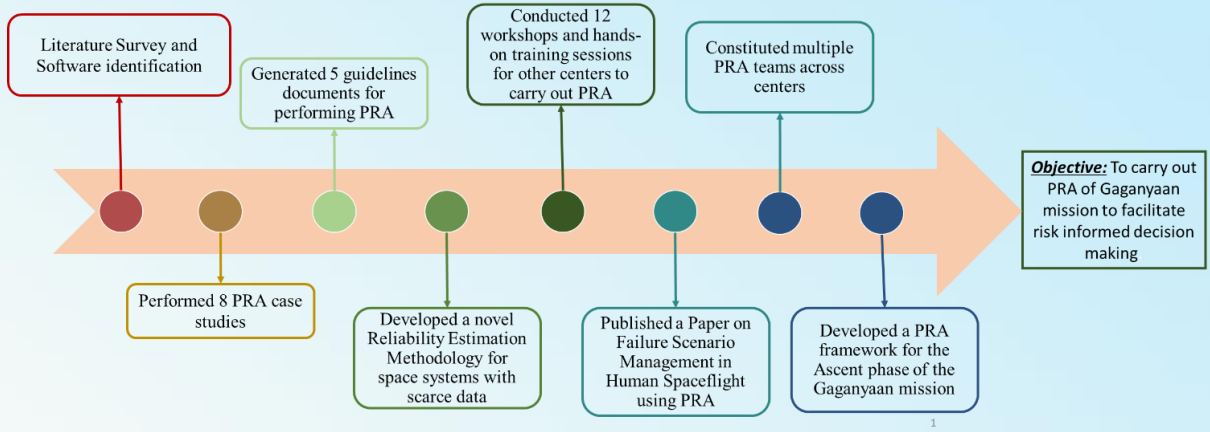 Literature Survey and
Software identification
Performed 8 PRA case
studies
Generated 5 guidelines
documents for
performing PRA
Developed a novel
Reliability Estimation
Methodology for
space systems with
scarce data
Conducted 12
workshops and hands-
on training sessions
for other centers to
carry out PRA
Published a Paper on
Failure Scenario
Management in
Human Spaceflight
using PRA
Constituted multiple
PRA teams across
centers
Developed a PRA
framework for the
Ascent phase of the
Gaganyaan mission
Objective: To carry out
PRA of Gaganyaan
mission to facilitate
risk informed decision
making
1